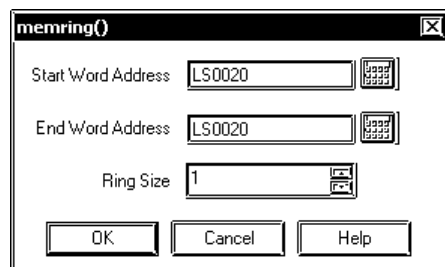 memring()
Start Word Address LS0020
End Word Address LS0020
Ring Size 1
OK Cancel Help